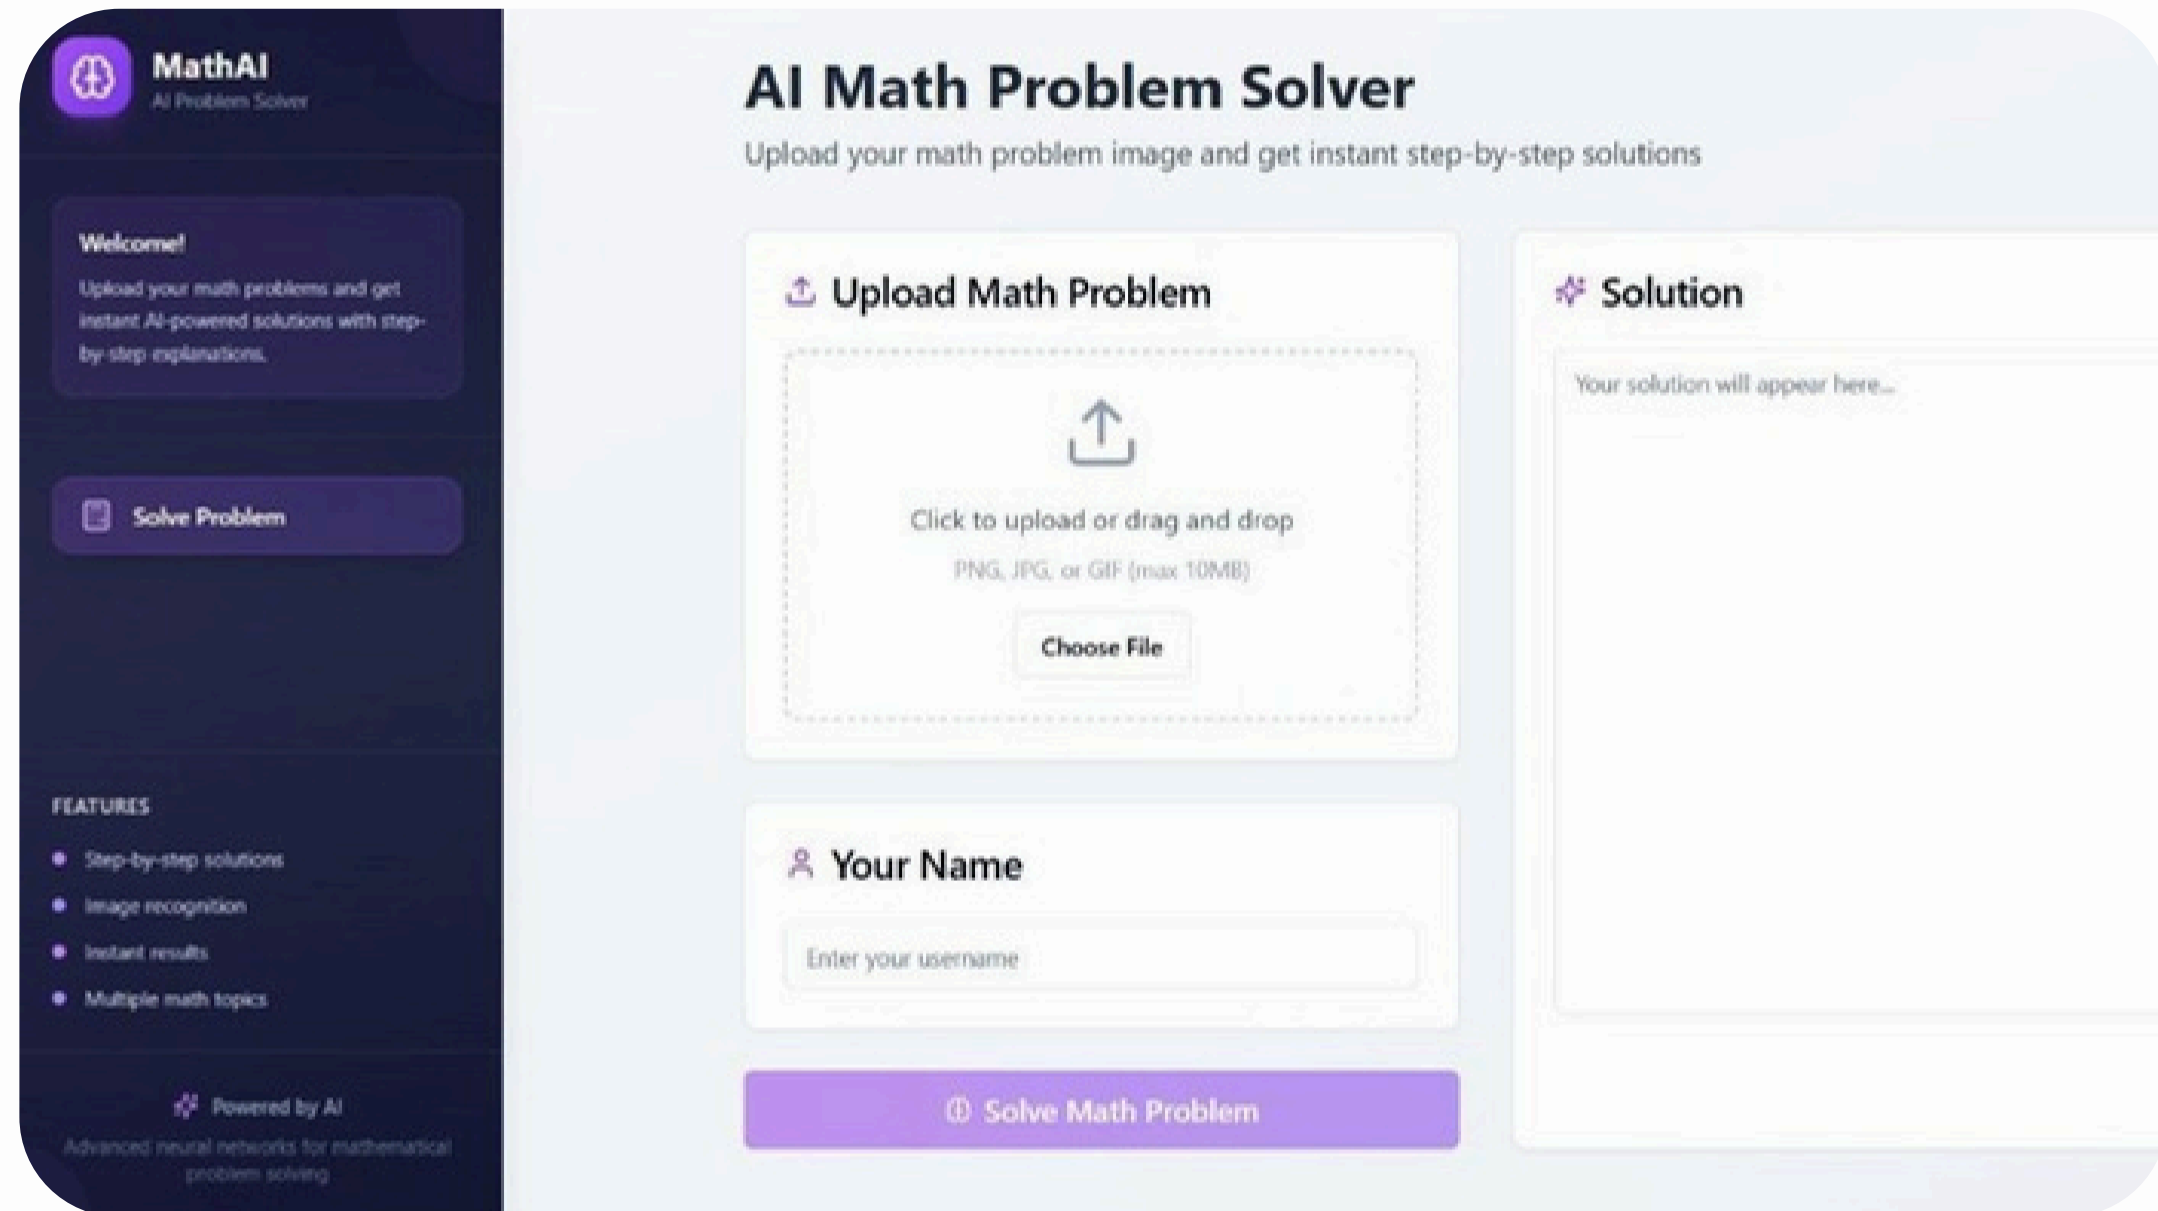 MathAI
AI Problem Solver
Welcome!
Upload your math problems and get
instant AI-powered solutions with step-
by-step explanations.
Solve Problem
FEATURES
Step-by-step solutions
Image recognition
Instant results
Multiple math topics
Powered by AI
Advanced neural networks for mathematical
problem solving
AI Math Problem Solver
Upload your math problem image and get instant step-by-step solutions
Upload Math Problem
Click to upload or drag and drop
PNG, JPG, or GIF (max 10MB)
Choose File
Your Name
Enter your username
Solve Math Problem
Solution
Your solution will appear here...